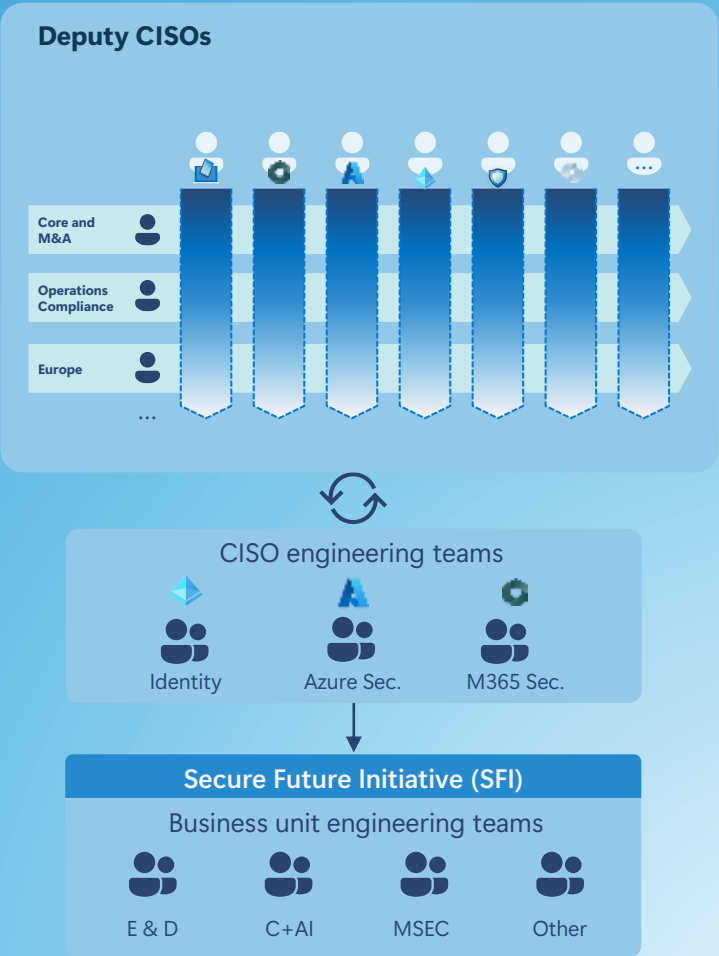 Deputy CISOs
...
Core and
M&A
Operations
Compliance
Europe
...
CISO engineering teams
Identity
Azure Sec.
M365 Sec.
Secure Future Initiative (SFI)
Business unit engineering teams
E & D
C+AI
MSEC
Other